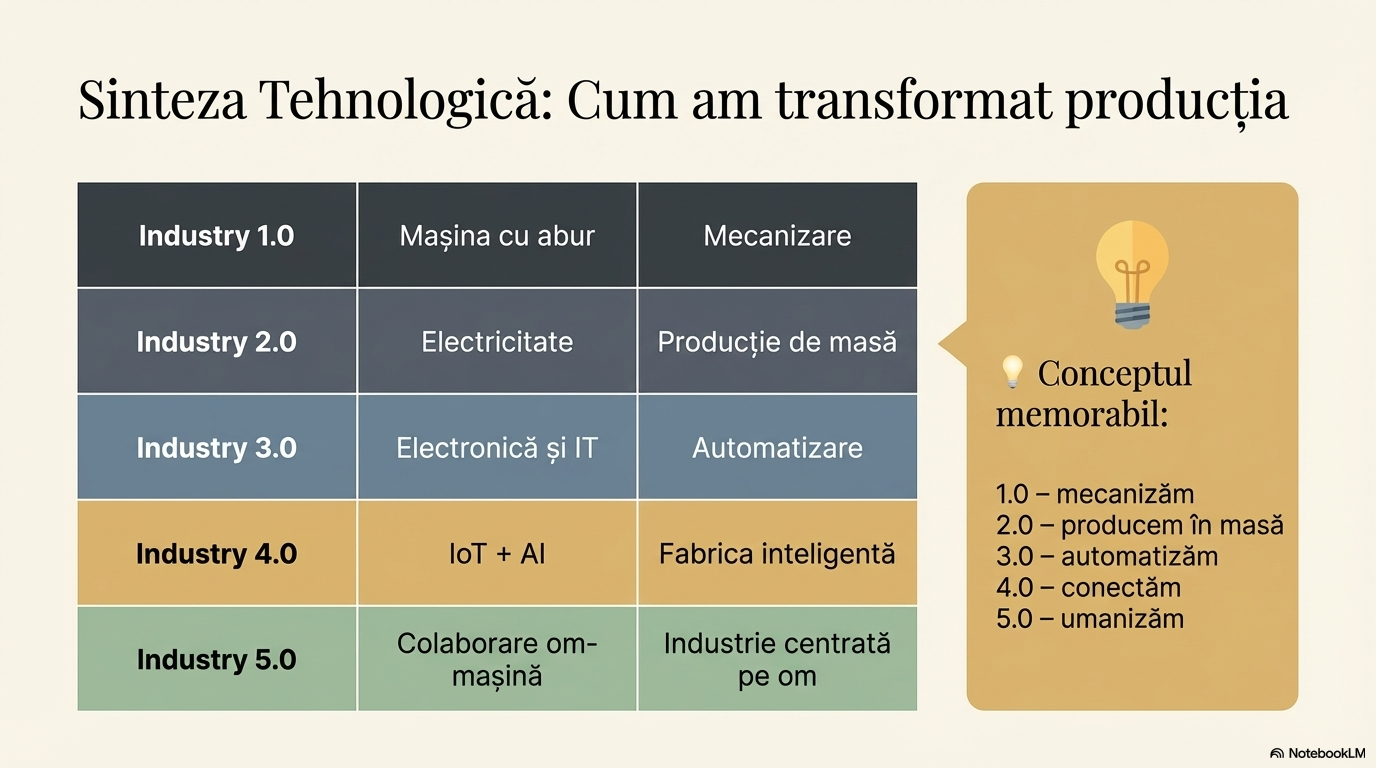 Sinteza Tehnologică: Cum am transformat producția
Industry 1.0
Mașina cu abur
Mecanizare
Industry 2.0
Electricitate
Producție de masă
Industry 3.0
Electronică și IT
Automatizare
Industry 4.0
IoT + AI
Fabrica inteligentă
Industry 5.0
Colaborare om-
mașină
Industrie centrată
pe om
💡 Conceptul
memorabil:
1.0 – mecanizăm
2.0 – producem în masă
3.0 – automatizăm
4.0 – conectăm
5.0 – umanizăm
NotebookLM